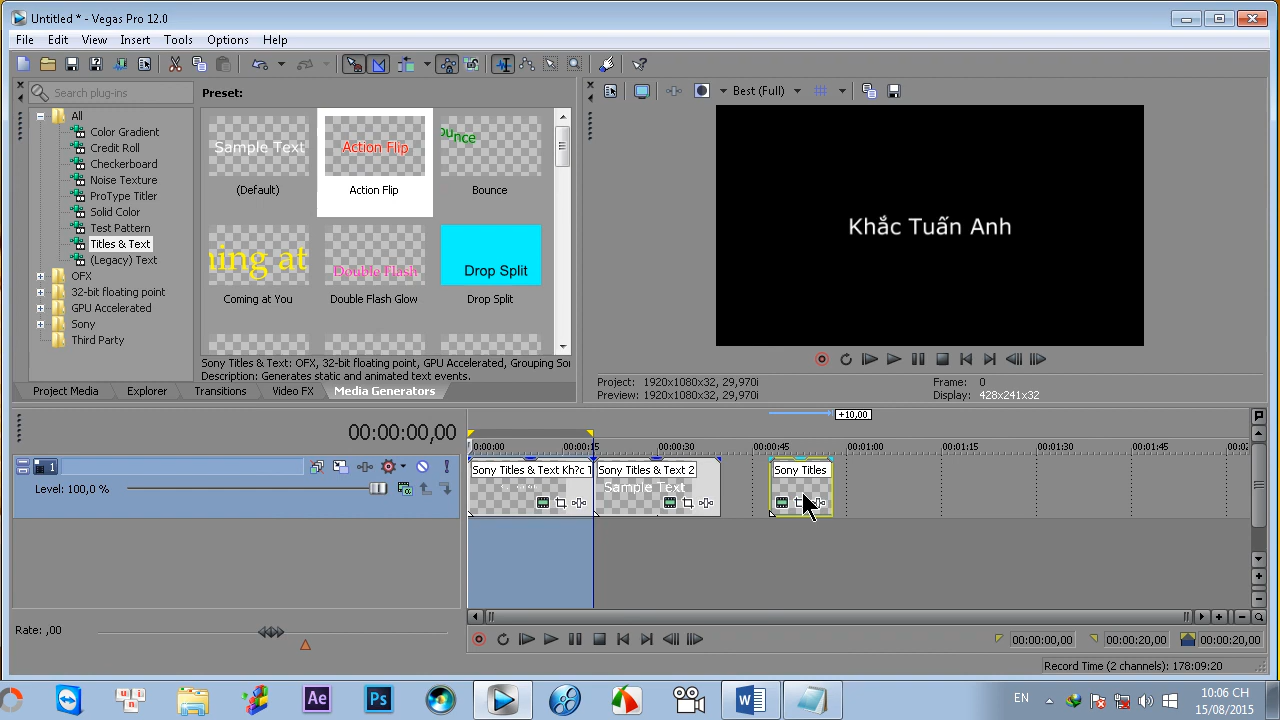 Untitled * - Vegas Pro 12.0
File Edit View Insert Tools Options Help
Search plug-ins
Preset:
All
Color Gradient
Credit Roll
Checkerboard
Noise Texture
ProType Titler
Solid Color
Test Pattern
Titles & Text
(Legacy) Text
OFX
32-bit floating point
GPU Accelerated
Sony
Third Party
Sample Text
Action Flip
ounce
(Default)
Action Flip
Bounce
ning at
Double Flash
Drop Split
Coming at You
Double Flash Glow
Drop Split
Sony Titles & Text: OFX, 32-bit floating point, GPU Accelerated, Grouping Sor
Description: Generates static and animated text events.
Project Media Explorer Transitions Video FX Media Generators
Best (Full)
Khắc Tuấn Anh
Project: 1920x1080x32, 29,970i
Frame: 0
Preview: 1920x1080x32, 29,970i
Display: 428x241x32
+10,00
00:00:00,00
0:00:00 00:00:15 00:00:30 00:00:45 00:01:00 00:01:15 00:01:30 00:01:45 00:0
1
Level: 100,0 %
Sony Titles & Text Kh?c T
Sony Titles & Text 2
Sample Text
Sony Titles
Rate: ,00
00:00:00,00 00:00:20,00 00:00:20,00
Record Time (2 channels): 178:09:20
Ae
Ps
W
EN
10:06 CH
15/08/2015